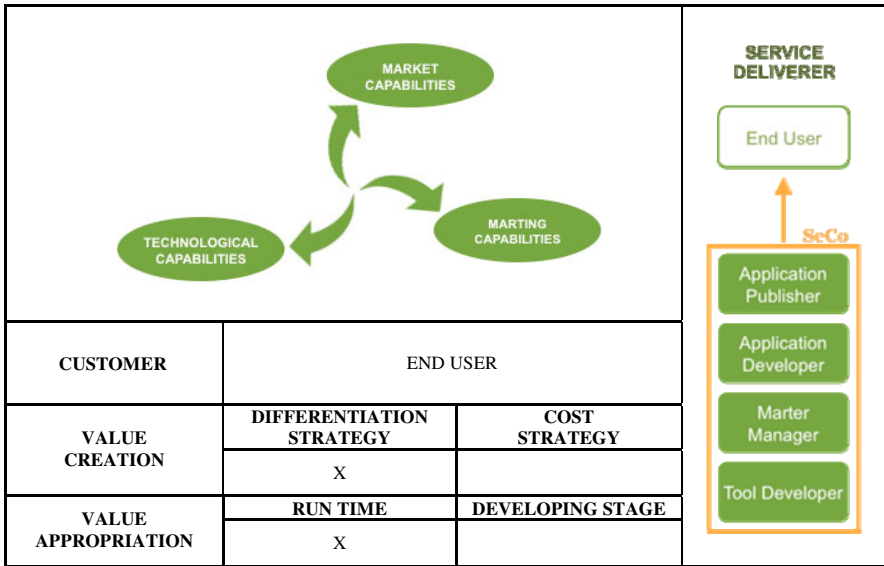 MARKET
CAPABILITIES
MARTING
CAPABILITIES
TECHNOLOGICAL
CAPABILITIES
CUSTOMER
END USER
VALUE
CREATION
DIFFERENTIATION
STRATEGY
COST
STRATEGY
X
VALUE
APPROPRIATION
RUN TIME
DEVELOPING STAGE
X
SERVICE
DELIVERER
End User
SeCo
Application
Publisher
Application
Developer
Marter
Manager
Tool Developer